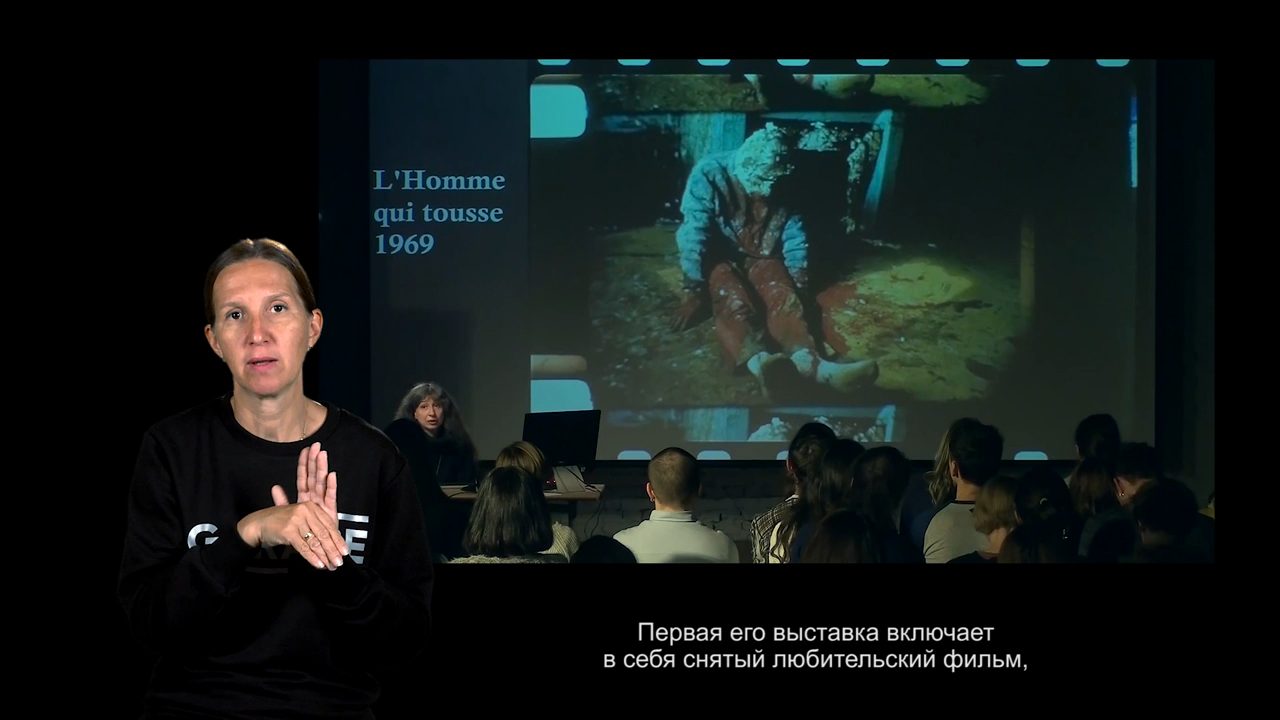 L'Homme
qui tousse
1969
Первая его выставка включает
в себя снятый любительский фильм,